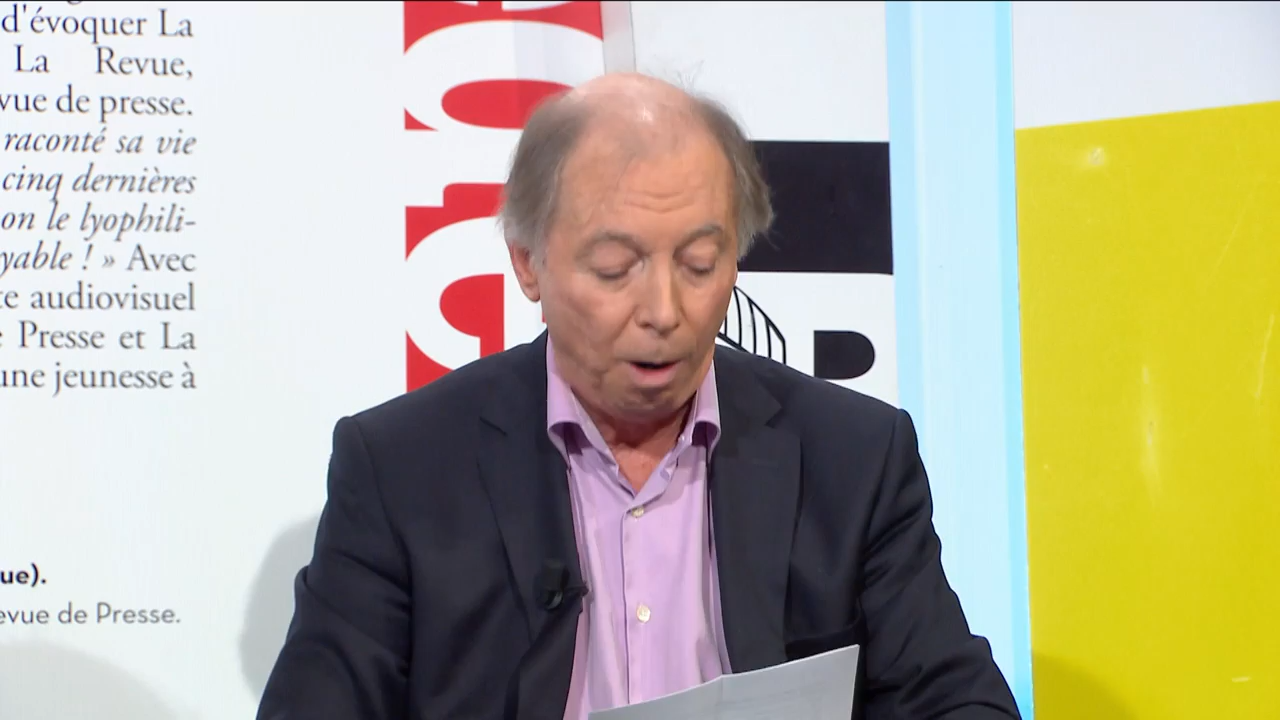 d'évoquer La
La Revue,
vue de presse.
raconté sa vie
cinq dernières
on le lyophili-
yable ! » Avec
te audiovisuel
Presse et La
une jeunesse à
ue).
evue de Presse.